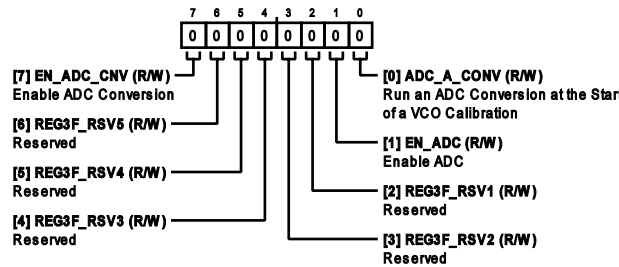 7 6 5 4 3 2 1 0
0 0 0 0 0 0 0 0
[7] EN_ADC_CNV (R/W)
Enable ADC Conversion
[6] REG3F_RSV5 (R/W)
Reserved
[5] REG3F_RSV4 (R/W)
Reserved
[4] REG3F_RSV3 (R/W)
Reserved
[0] ADC_A_CONV (R/W)
Run an ADC Conversion at the Star
of a VCO Calibration
[1] EN_ADC (R/W)
Enable ADC
[2] REG3F_RSV1 (R/W)
Reserved
[3] REG3F_RSV2 (R/W)
Reserved